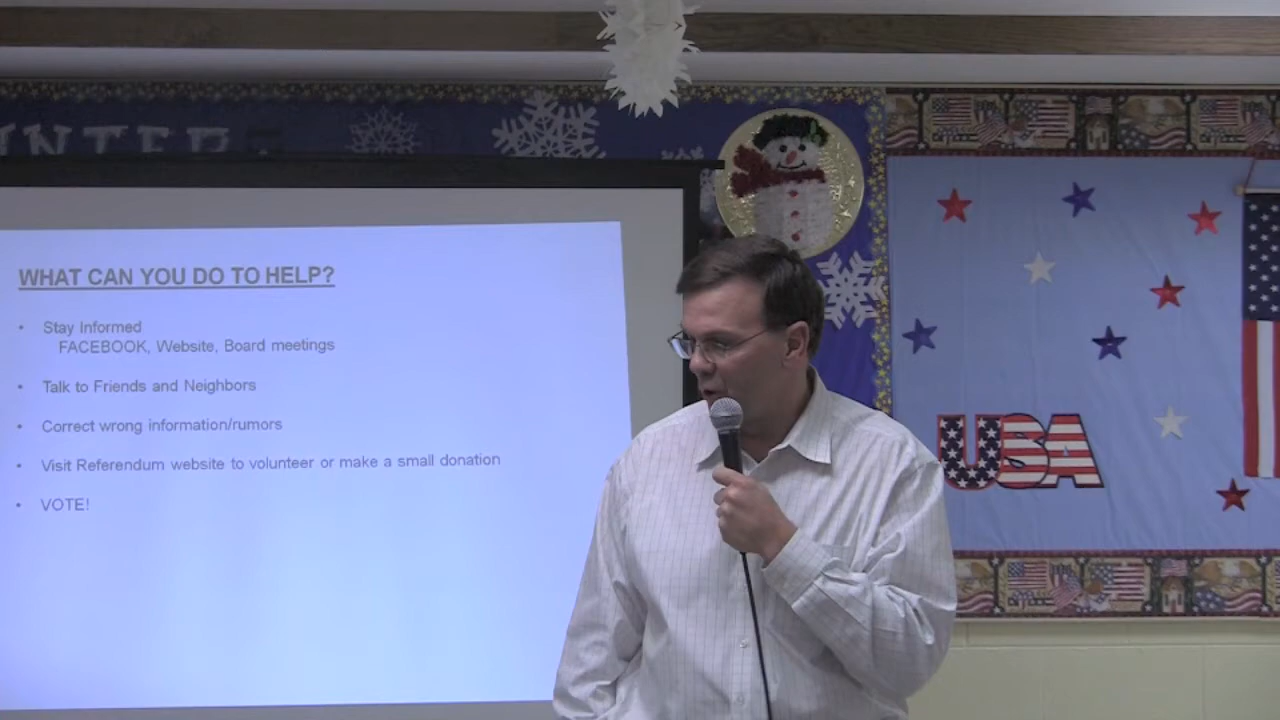 WINTER
WHAT CAN YOU DO TO HELP?
• Stay Informed
FACEBOOK, Website, Board meetings
• Talk to Friends and Neighbors
• Correct wrong information/rumors
• Visit Referendum website to volunteer or make a small donation
• VOTE!
USA